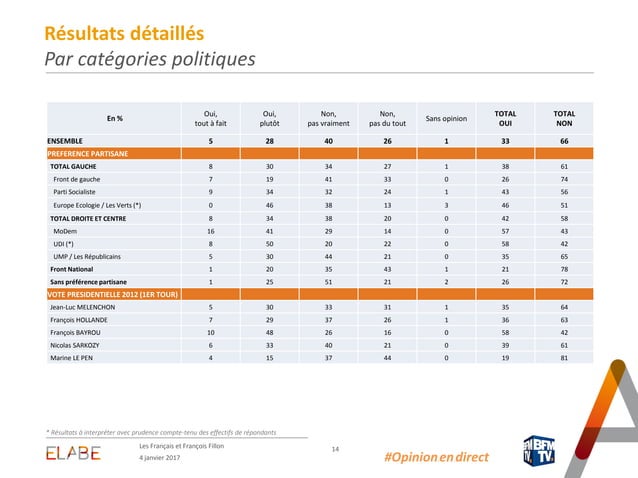 Résultats détaillés
Par catégories politiques
En % Oui, tout à fait Oui, plutôt Non, pas vraiment Non, pas du tout Sans opinion TOTAL OUI TOTAL NON
ENSEMBLE 5 28 40 26 1 33 66
PREFERENCE PARTISANE
TOTAL GAUCHE 8 30 34 27 1 38 61
Front de gauche 7 19 41 33 0 26 74
Parti Socialiste 9 34 32 24 1 43 56
Europe Ecologie / Les Verts (*) 0 46 38 13 3 46 51
TOTAL DROITE ET CENTRE 8 34 38 20 0 42 58
MoDem 16 41 29 14 0 57 43
UDI (*) 8 50 20 22 0 58 42
UMP / Les Républicains 5 30 44 21 0 35 65
Front National 1 20 35 43 1 21 78
Sans préférence partisane 1 25 51 21 2 26 72
VOTE PRESIDENTIELLE 2012 (1ER TOUR)
Jean-Luc MELENCHON 5 30 33 31 1 35 64
François HOLLANDE 7 29 37 26 1 36 63
François BAYROU 10 48 26 16 0 58 42
Nicolas SARKOZY 6 33 40 21 0 39 61
Marine LE PEN 4 15 37 44 0 19 81
* Résultats à interpréter avec prudence compte-tenu des effectifs de répondants
ELABE
Les François et François Fillon
4 janvier 2017
14
#Opinion en direct
BFM TV.